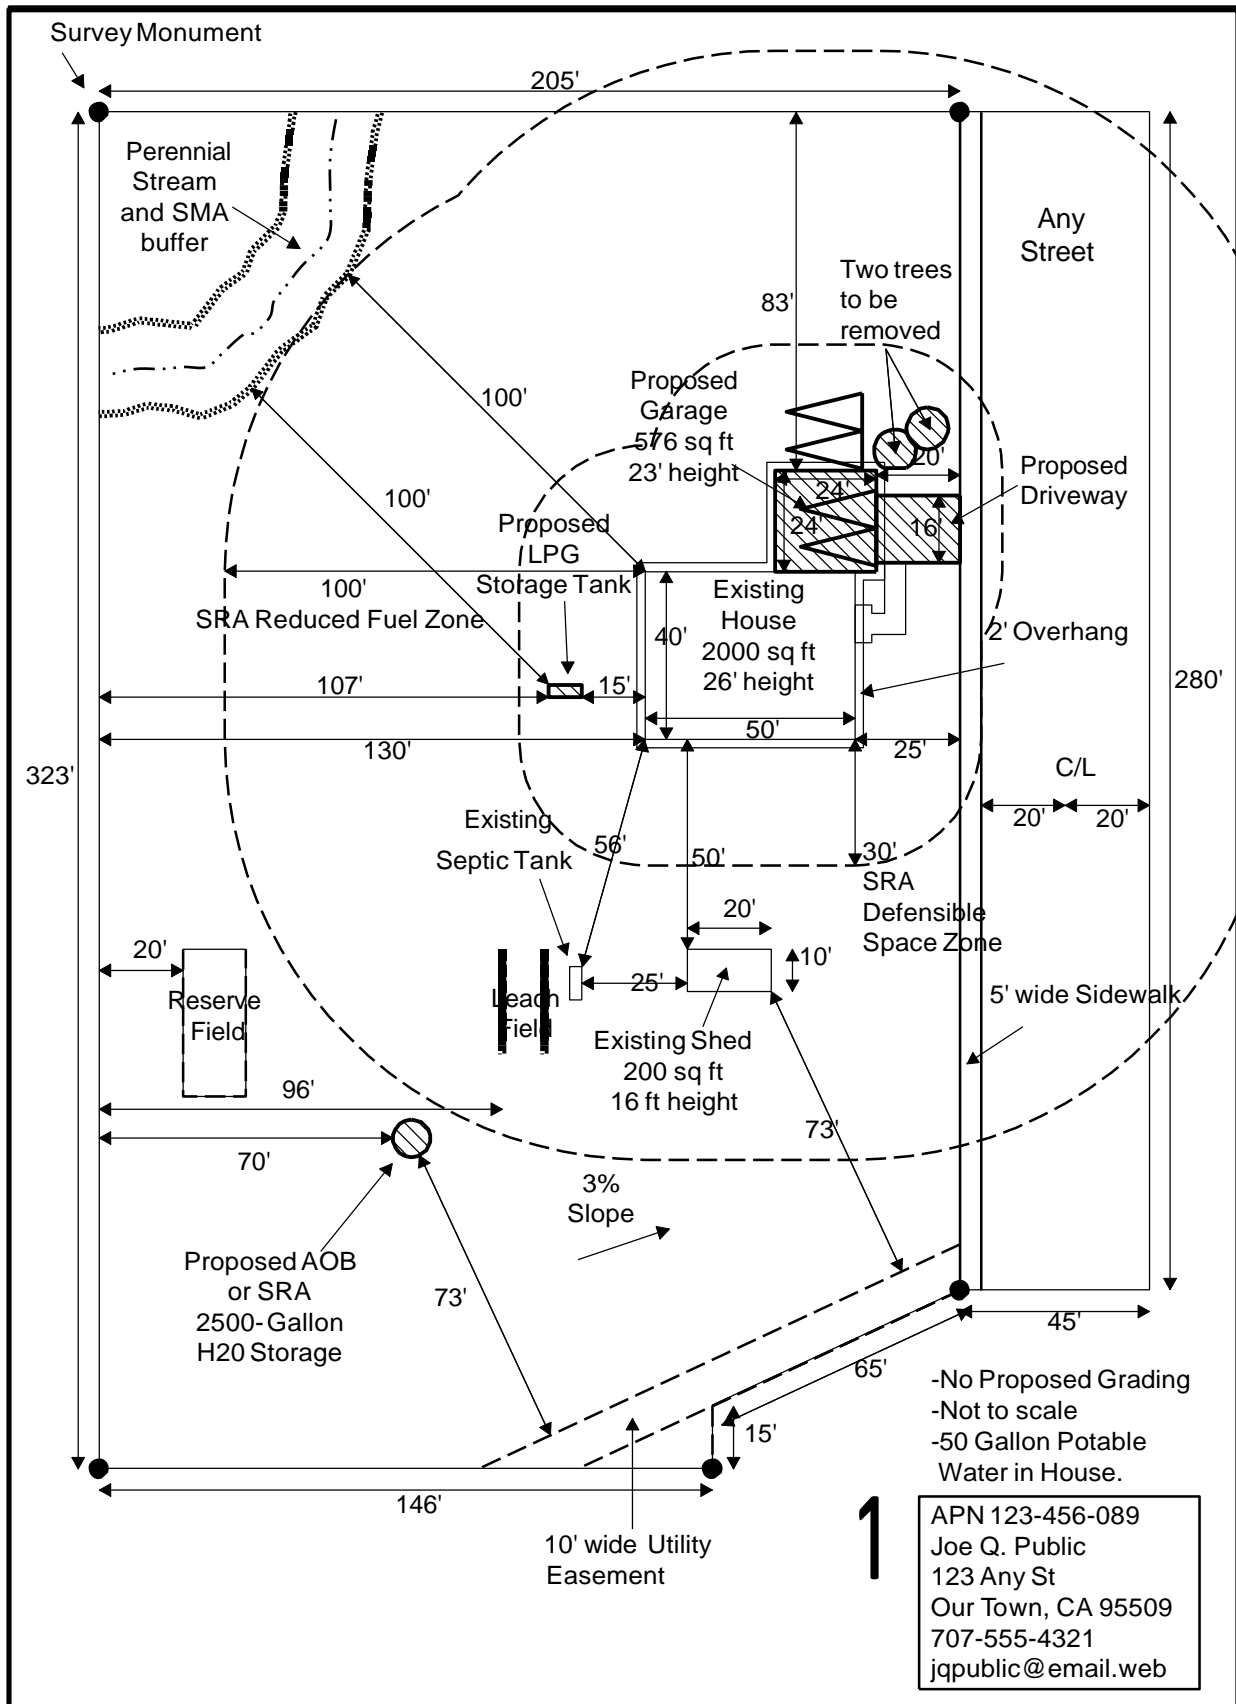 Survey Monument
205'
Perennial
Stream
and SMA
buffer
Any
Street
Two trees
to be
removed
83'
100'
Proposed
Garage
576 sq ft
23' height
20'
Proposed
Driveway
24'
24'
16'
100'
Proposed
LPG
Storage Tank
100'
SRA Reduced Fuel Zone
Existing
House
2000 sq ft
26' height
40'
2' Overhang
107'
15'
280'
50'
130'
25'
323'
C/L
20'
20'
Existing
Septic Tank
56'
50'
30'
SRA
Defensible
Space Zone
20'
10'
20'
25'
Reserve
Field
Leach
Field
5' wide Sidewalk
Existing Shed
200 sq ft
16 ft height
96'
70'
73'
3%
Slope
Proposed AOB
or SRA
2500-Gallon
H20 Storage
73'
45'
65'
15'
-No Proposed Grading
-Not to scale
-50 Gallon Potable
Water in House.
146'
10' wide Utility
Easement
1
APN 123-456-089
Joe Q. Public
123 Any St
Our Town, CA 95509
707-555-4321
jqpublic@email.web